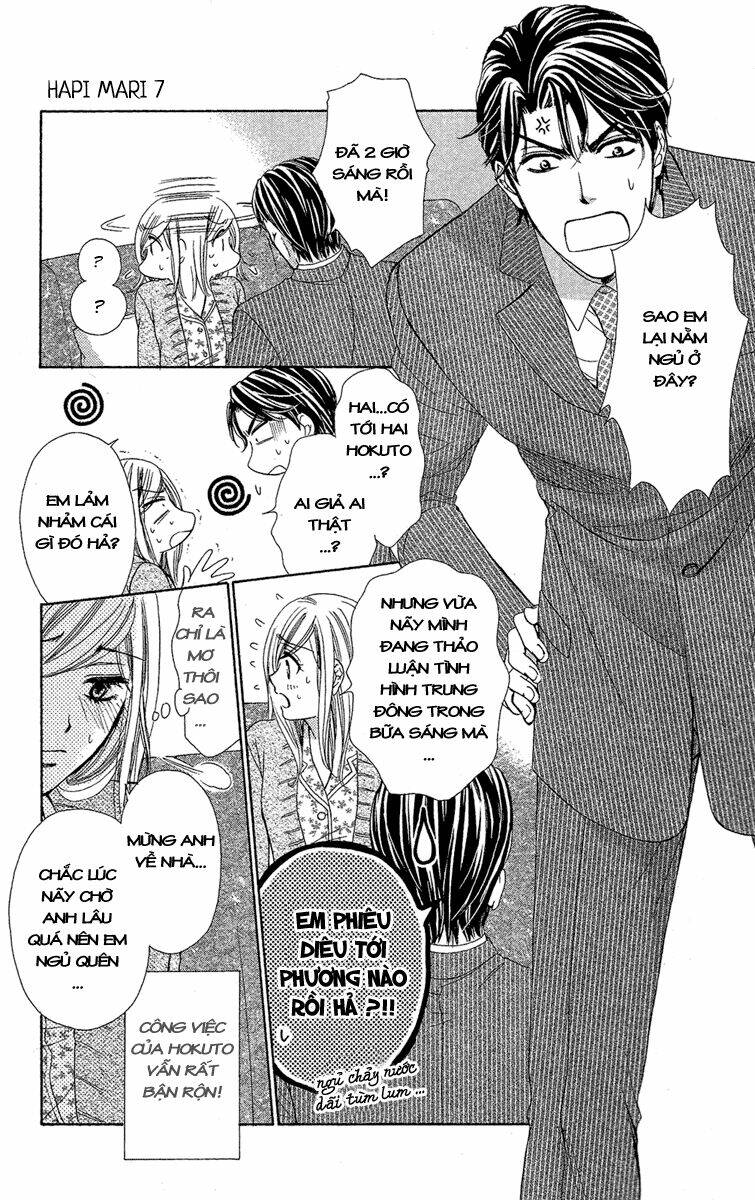 HAPI MARI 7
ĐÃ 2 GIỜ
SÁNG RỒI
MÀ!
?
?
SAO EM
LẠI NẰM
NGỦ Ở
ĐÂY?
HAI...CÓ
TỚI HAI
HOKUTO
...?
AI GIẢ AI
THẬT
...?
EM LẢM
NHẢM CÁI
GÌ ĐÓ HẢ?
NHƯNG VỪA
NÃY MÌNH
ĐANG THẢO
LUẬN TÌNH
HÌNH TRUNG
ĐÔNG TRONG
BỮA SÁNG MÀ
...
EM PHIÊU
DIÊU TỚI
PHƯƠNG NÀO
RỒI HẢ ?!!
ngủ chảy nước
dãi tùm lum ...
RA
CHỈ LÀ
MƠ
THÔI
SAO
...
MỪNG ANH
VỀ NHÀ...
CHẮC LÚC
NÃY CHỜ
ANH LÂU
QUÁ NÊN EM
NGỦ QUÊN
...
CÔNG VIỆC
CỦA HOKUTO
VẪN RẤT
BẬN RỘN!